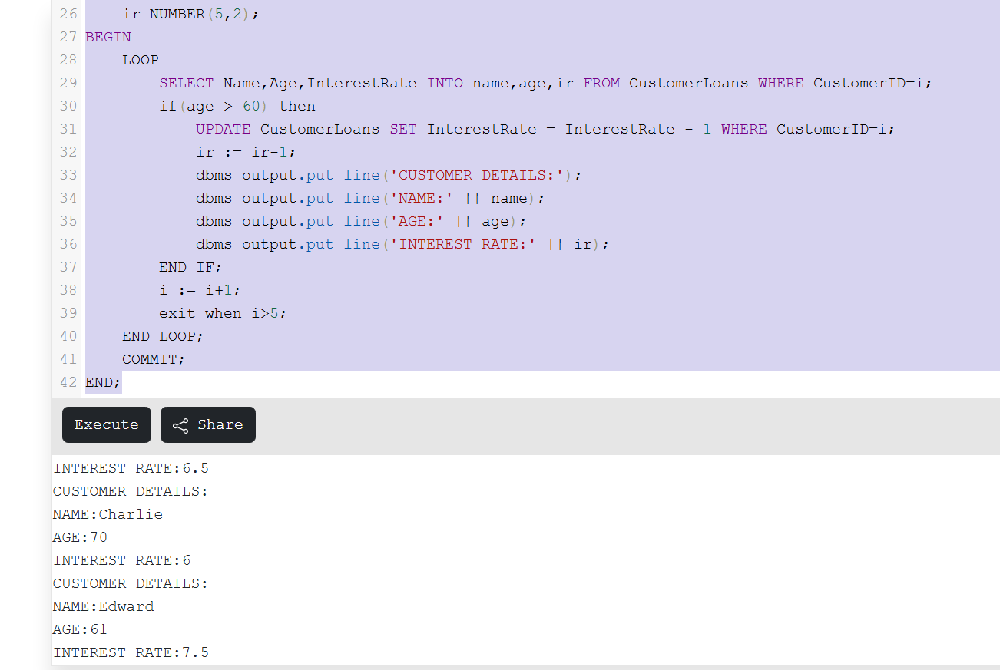 26 ir NUMBER(5,2);
27 BEGIN
28 LOOP
29 SELECT Name,Age,InterestRate INTO name,age,ir FROM CustomerLoans WHERE CustomerID=i;
30 if(age > 60) then
31 UPDATE CustomerLoans SET InterestRate = InterestRate - 1 WHERE CustomerID=i;
32 ir := ir-1;
33 dbms_output.put_line('CUSTOMER DETAILS:');
34 dbms_output.put_line('NAME:' || name);
35 dbms_output.put_line('AGE:' || age);
36 dbms_output.put_line('INTEREST RATE:' || ir);
37 END IF;
38 i := i+1;
39 exit when i>5;
40 END LOOP;
41 COMMIT;
42 END;
Execute Share
INTEREST RATE:6.5
CUSTOMER DETAILS:
NAME:Charlie
AGE:70
INTEREST RATE:6
CUSTOMER DETAILS:
NAME:Edward
AGE:61
INTEREST RATE:7.5